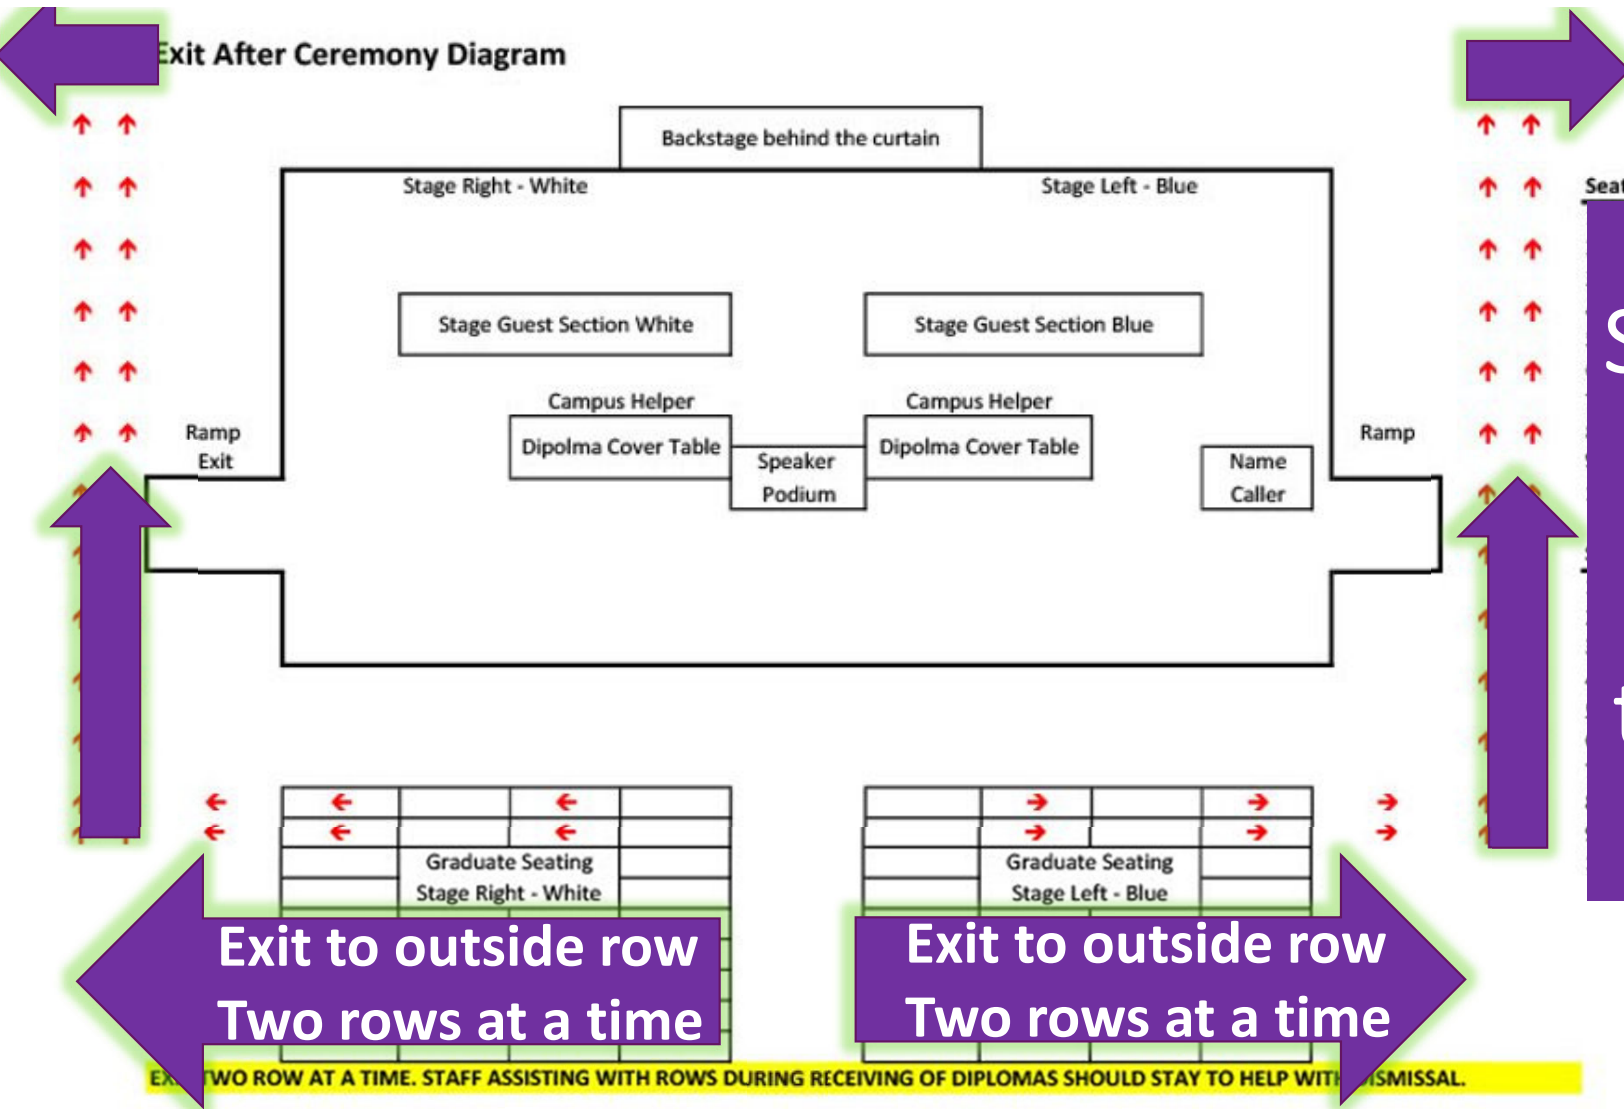 Exit After Ceremony Diagram
Backstage behind the curtain
Stage Right - White
Stage Left - Blue
Stage Guest Section White
Stage Guest Section Blue
Campus Helper
Campus Helper
Dipolma Cover Table
Dipolma Cover Table
Speaker
Podium
Name
Caller
Ramp
Exit
Ramp
Graduate Seating
Stage Right - White
Graduate Seating
Stage Left - Blue
Exit to outside row
Two rows at a time
Exit to outside row
Two rows at a time
ROW AT A TIME. STAFF ASSISTING WITH ROWS DURING RECEIVING OF DIPLOMAS SHOULD STAY TO HELP WITH